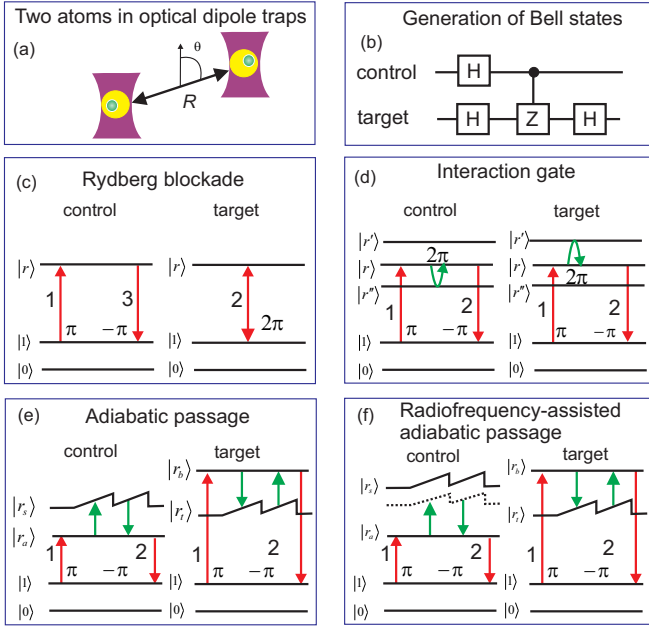 Two atoms in optical dipole traps
(a)
θ
R
Generation of Bell states
(b)
control
H
target
H
Z
H
(c)
Rydberg blockade
control
target
|r⟩
|r⟩
1
3
2
π
−π
2π
|1⟩
|1⟩
|0⟩
|0⟩
(d)
Interaction gate
control
target
|r'⟩
|r'⟩
2π
|r⟩
|r⟩
2π
|r''⟩
|r''⟩
1
2
1
2
π
−π
π
−π
|1⟩
|1⟩
|0⟩
|0⟩
(e)
Adiabatic passage
control
target
|r_b⟩
|r_s⟩
|r_t⟩
|r_a⟩
1
2
1
2
π
−π
π
−π
|1⟩
|1⟩
|0⟩
|0⟩
(f)
Radiofrequency-assisted
adiabatic passage
control
target
|r_s⟩
|r_b⟩
|r_t⟩
|r_a⟩
1
2
1
2
π
−π
π
−π
|1⟩
|1⟩
|0⟩
|0⟩